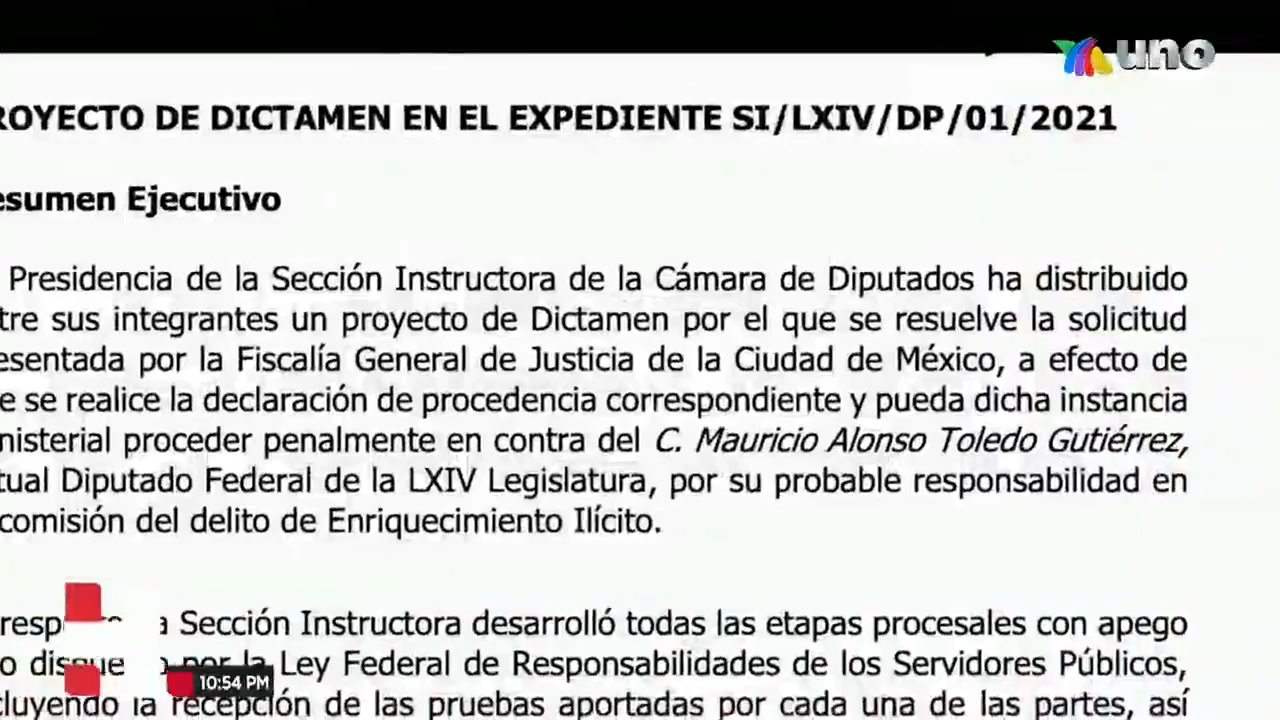 uno
ROYECTO DE DICTAMEN EN EL EXPEDIENTE SI/LXIV/DP/01/2021
esumen Ejecutivo
Presidencia de la Sección Instructora de la Cámara de Diputados ha distribuido
tre sus integrantes un proyecto de Dictamen por el que se resuelve la solicitud
esentada por la Fiscalía General de Justicia de la Ciudad de México, a efecto de
e se realice la declaración de procedencia correspondiente y pueda dicha instancia
nisterial proceder penalmente en contra del C. Mauricio Alonso Toledo Gutiérrez,
tual Diputado Federal de la LXIV Legislatura, por su probable responsabilidad en
comisión del delito de Enriquecimiento Ilícito.
resp a Sección Instructora desarrolló todas las etapas procesales con apego
o dispue por la Ley Federal de Responsabilidades de los Servidores Públicos,
10:54 PM
cluyendo la recepción de las pruebas aportadas por cada una de las partes, así